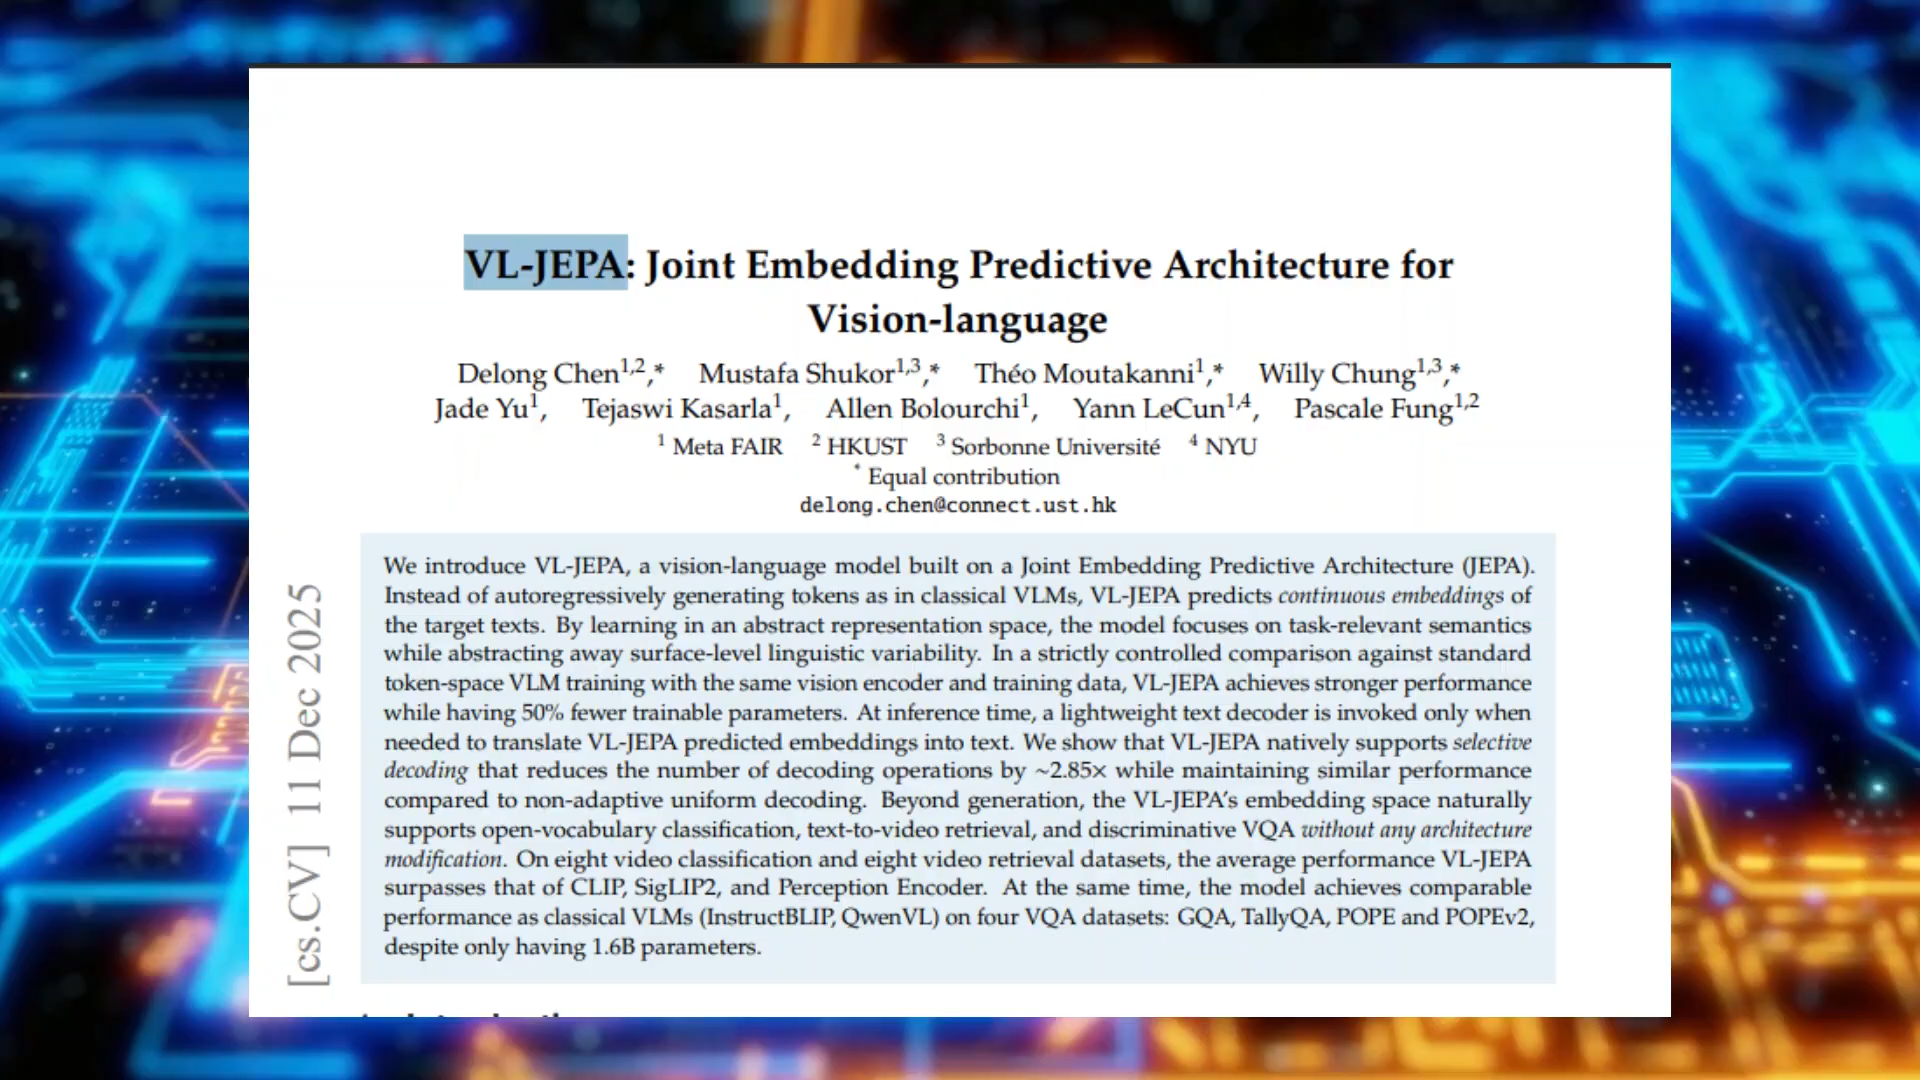 VL-JEPA: Joint Embedding Predictive Architecture for
Vision-language
Delong Chen1,2,* Mustafa Shukor1,3,* Théo Moutakanni1,* Willy Chung1,3,*
Jade Yu1, Tejaswi Kasarla1, Allen Bolourchi1, Yann LeCun1,4, Pascale Fung1,2
1 Meta FAIR 2 HKUST 3 Sorbonne Université 4 NYU
* Equal contribution
delong.chen@connect.ust.hk
We introduce VL-JEPA, a vision-language model built on a Joint Embedding Predictive Architecture (JEPA).
Instead of autoregressively generating tokens as in classical VLMs, VL-JEPA predicts continuous embeddings of
the target texts. By learning in an abstract representation space, the model focuses on task-relevant semantics
while abstracting away surface-level linguistic variability. In a strictly controlled comparison against standard
token-space VLM training with the same vision encoder and training data, VL-JEPA achieves stronger performance
while having 50% fewer trainable parameters. At inference time, a lightweight text decoder is invoked only when
needed to translate VL-JEPA predicted embeddings into text. We show that VL-JEPA natively supports selective
decoding that reduces the number of decoding operations by ~2.85× while maintaining similar performance
compared to non-adaptive uniform decoding. Beyond generation, the VL-JEPA's embedding space naturally
supports open-vocabulary classification, text-to-video retrieval, and discriminative VQA without any architecture
modification. On eight video classification and eight video retrieval datasets, the average performance VL-JEPA
surpasses that of CLIP, SigLIP2, and Perception Encoder. At the same time, the model achieves comparable
performance as classical VLMs (InstructBLIP, QwenVL) on four VQA datasets: GQA, TallyQA, POPE and POPEv2,
despite only having 1.6B parameters.
[cs.CV] 11 Dec 2025